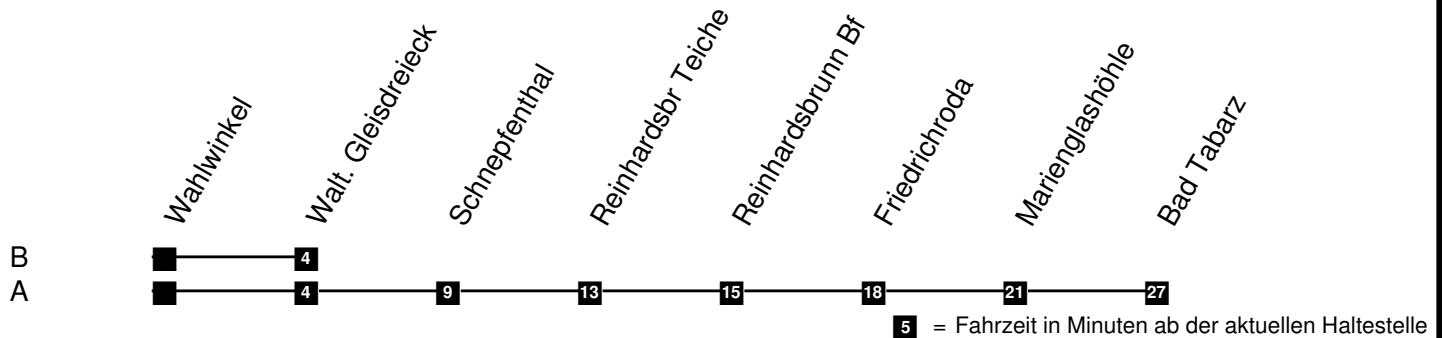 Wahlwinkel
Walt. Gleisdreieck
Schnepfenthal
Reinhardsbr Teiche
Reinhardsbrunn Bf
Friedrichroda
Marienglashöhle
Bad Tabarz
B 4
A 4 9 13 15 18 21 27
5 = Fahrzeit in Minuten ab der aktuellen Haltestelle